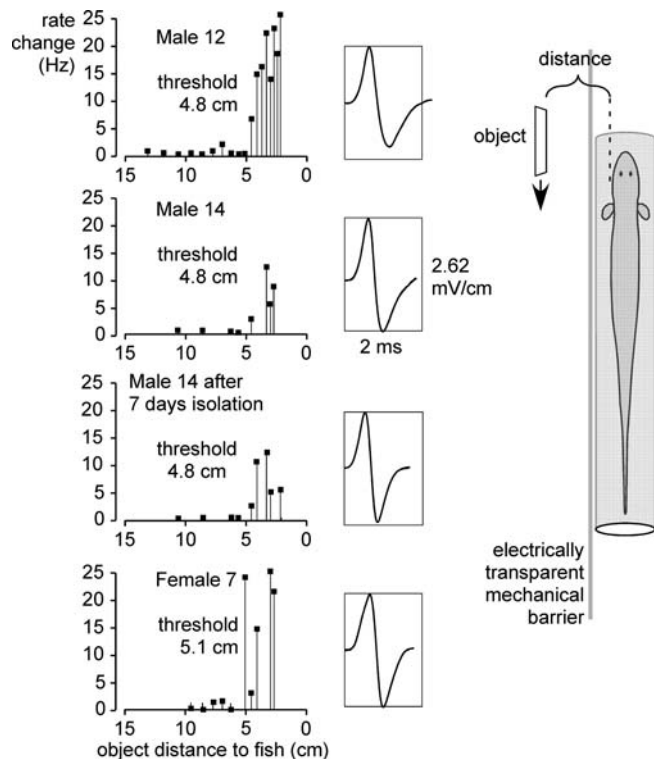 rate
change
(Hz)
25
20
15
10
5
0
Male 12
threshold
4.8 cm
15 10 5 0
25
20
15
10
5
0
Male 14
threshold
4.8 cm
15 10 5 0
2.62
mV/cm
2 ms
25
20
15
10
5
0
Male 14 after
7 days isolation
threshold
4.8 cm
15 10 5 0
25
20
15
10
5
0
Female 7
threshold
5.1 cm
15 10 5 0
object distance to fish (cm)
distance
object
electrically
transparent
mechanical
barrier